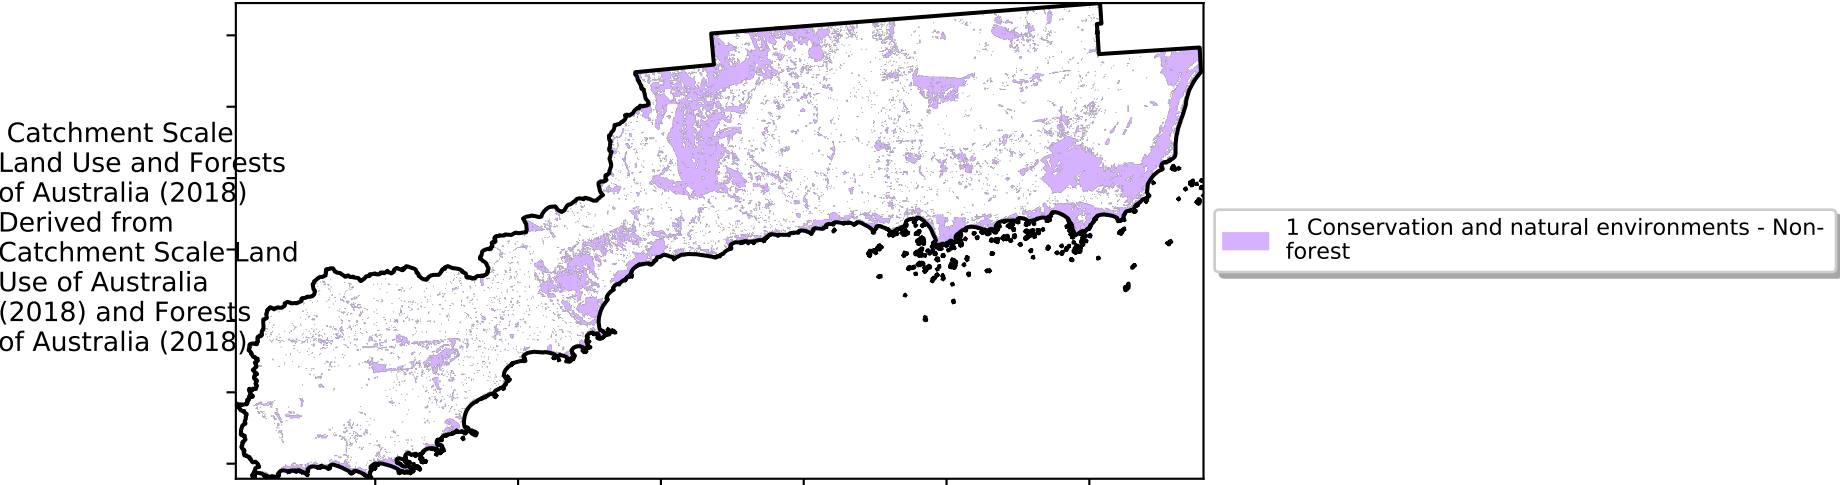 Catchment Scale
Land Use and Forests
of Australia (2018)
Derived from
Catchment Scale Land
Use of Australia
(2018) and Forests
of Australia (2018)
1 Conservation and natural environments - Non-
forest